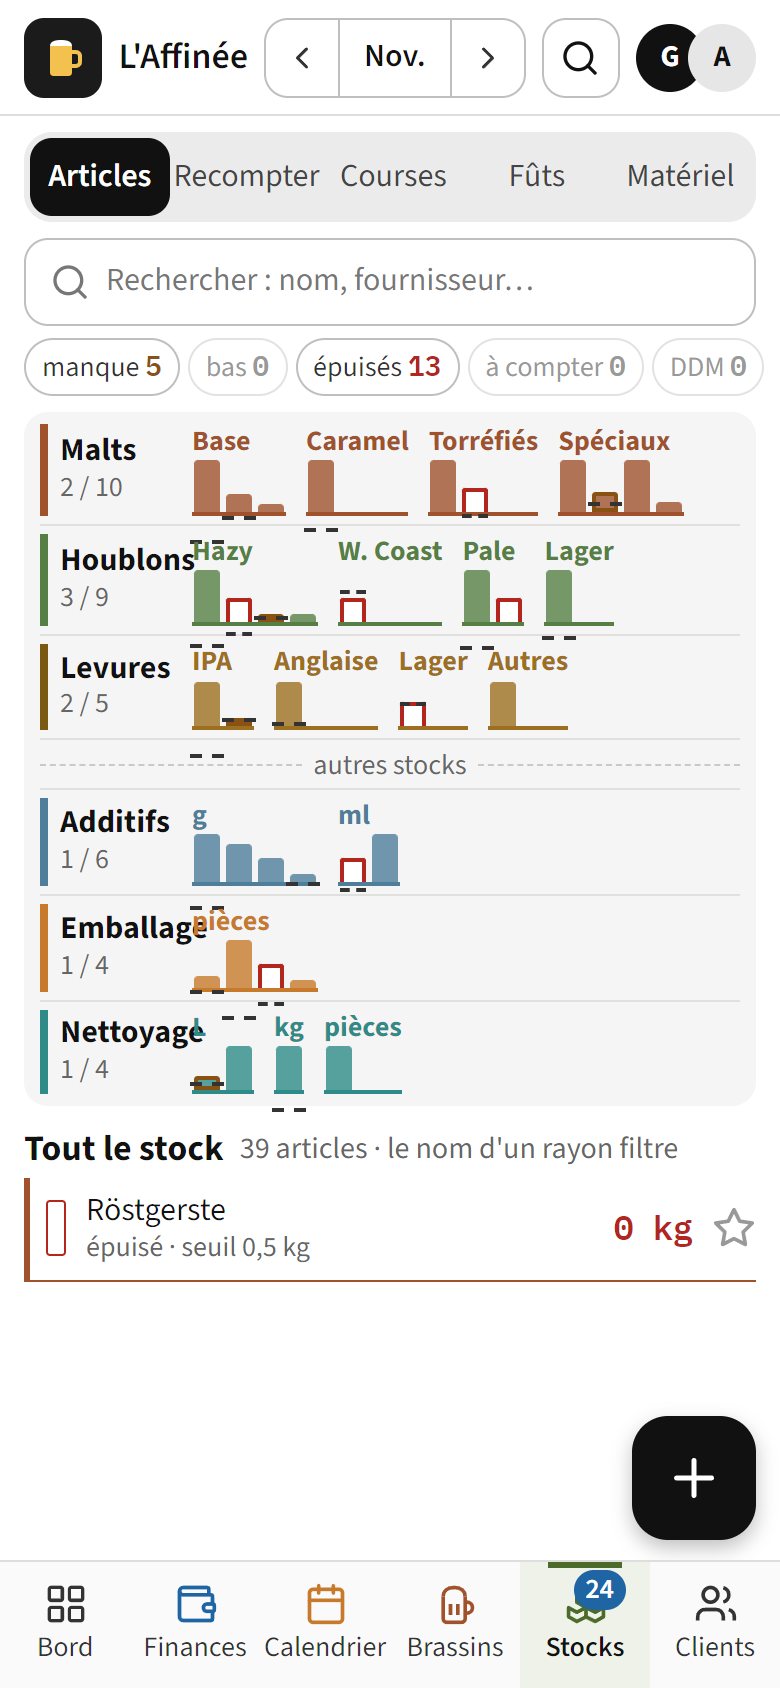 L'Affinée
Nov.
G A
Articles Recompter Courses Fûts Matériel
Rechercher : nom, fournisseur…
manque 5 bas 0 épuisés 13 à compter 0 DDM 0
Malts
2 / 10
Base Caramel Torréfiés Spéciaux
Houblons
3 / 9
Hazy W. Coast Pale Lager
Levures
2 / 5
IPA Anglaise Lager Autres
autres stocks
Additifs
1 / 6
g ml
Emballage
1 / 4
pièces
Nettoyage
1 / 4
L kg pièces
Tout le stock 39 articles · le nom d'un rayon filtre
Röstgerste
épuisé · seuil 0,5 kg
0 kg
24
Bord Finances Calendrier Brassins Stocks Clients